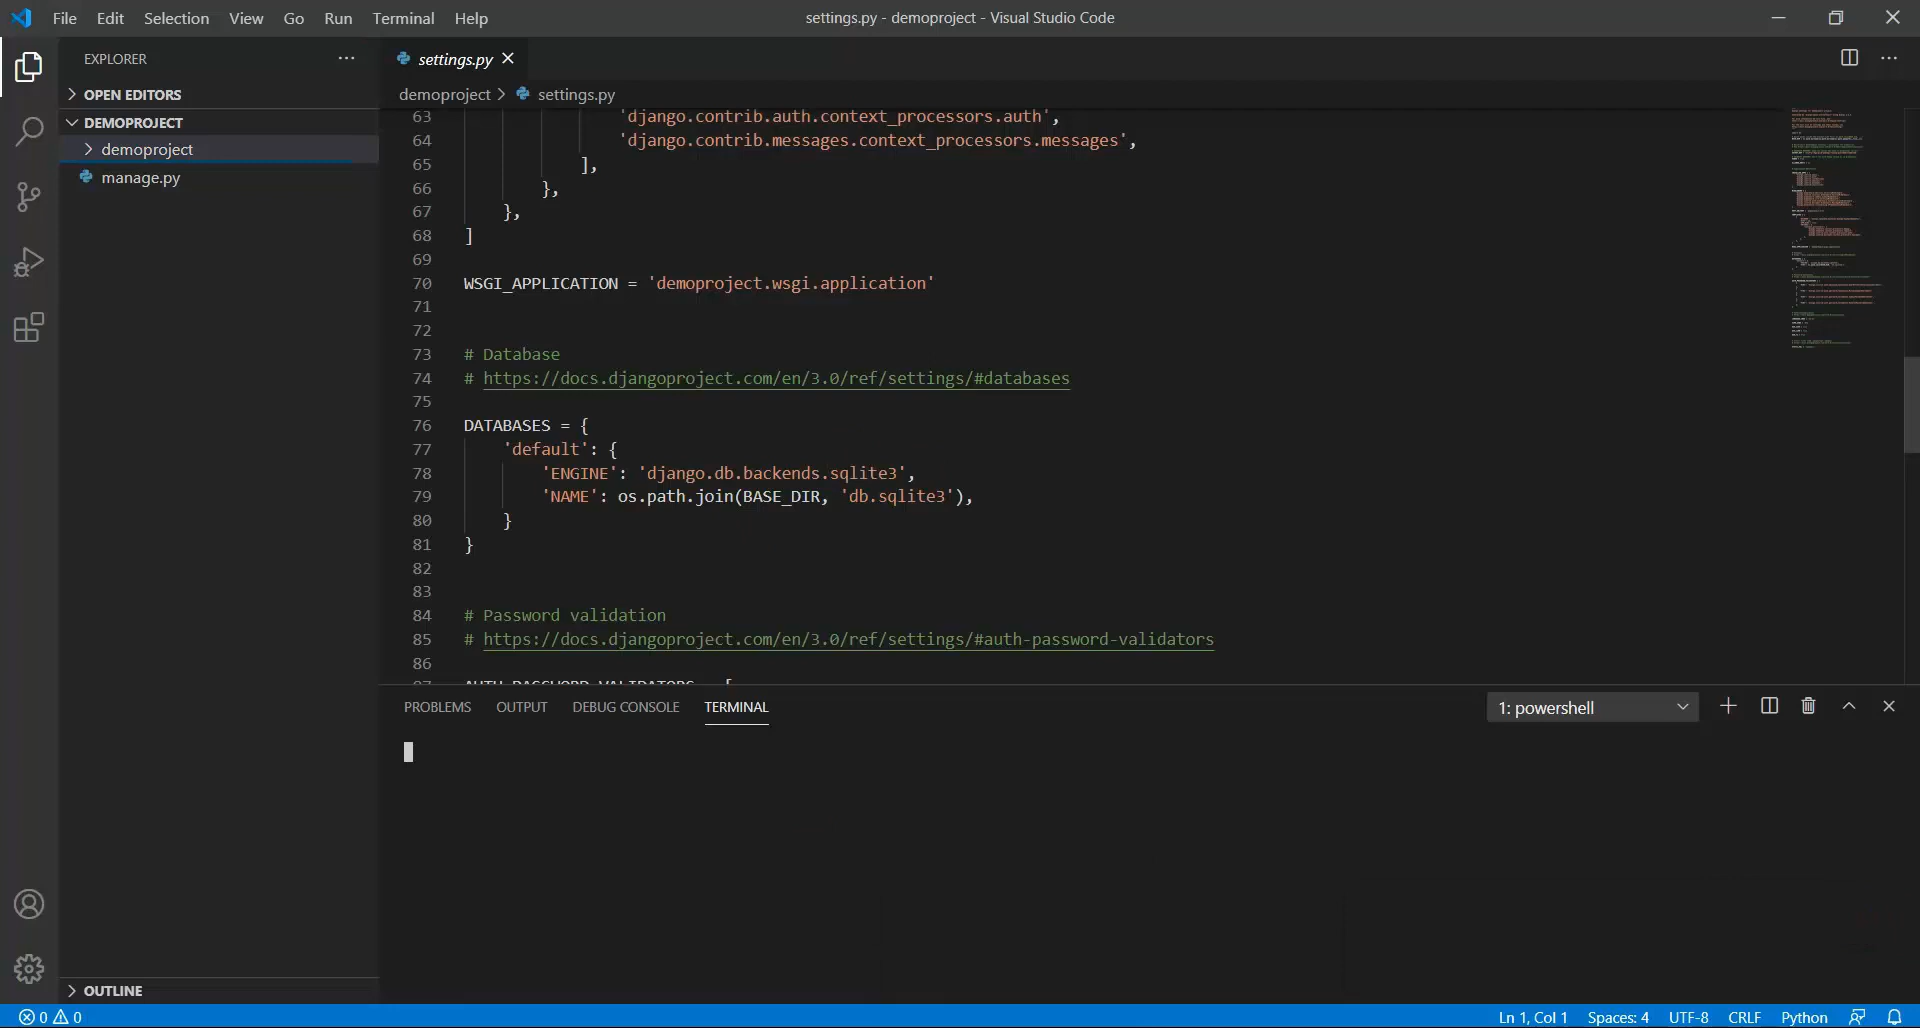 File Edit Selection View Go Run Terminal Help
settings.py - demoproject - Visual Studio Code
EXPLORER
OPEN EDITORS
DEMOPROJECT
demoproject
manage.py
OUTLINE
settings.py
demoproject > settings.py
63 'django.contrib.auth.context_processors.auth',
64 'django.contrib.messages.context_processors.messages',
65 ],
66 },
67 },
68 ]
69
70 WSGI_APPLICATION = 'demoproject.wsgi.application'
71
72
73 # Database
74 # https://docs.djangoproject.com/en/3.0/ref/settings/#databases
75
76 DATABASES = {
77 'default': {
78 'ENGINE': 'django.db.backends.sqlite3',
79 'NAME': os.path.join(BASE_DIR, 'db.sqlite3'),
80 }
81 }
82
83
84 # Password validation
85 # https://docs.djangoproject.com/en/3.0/ref/settings/#auth-password-validators
86
PROBLEMS OUTPUT DEBUG CONSOLE TERMINAL
1: powershell
0 0
Ln 1, Col 1 Spaces: 4 UTF-8 CRLF Python